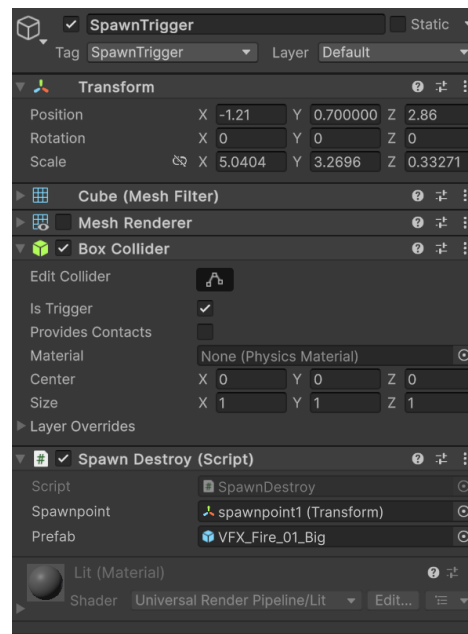 SpawnTrigger Static
Tag SpawnTrigger Layer Default
Transform
Position X -1.21 Y 0.700000 Z 2.86
Rotation X 0 Y 0 Z 0
Scale X 5.0404 Y 3.2696 Z 0.33271
Cube (Mesh Filter)
Mesh Renderer
Box Collider
Edit Collider
Is Trigger
Provides Contacts
Material None (Physics Material)
Center X 0 Y 0 Z 0
Size X 1 Y 1 Z 1
Layer Overrides
# Spawn Destroy (Script)
Script # SpawnDestroy
Spawnpoint spawnpoint1 (Transform)
Prefab VFX_Fire_01_Big
Lit (Material)
Shader Universal Render Pipeline/Lit Edit...